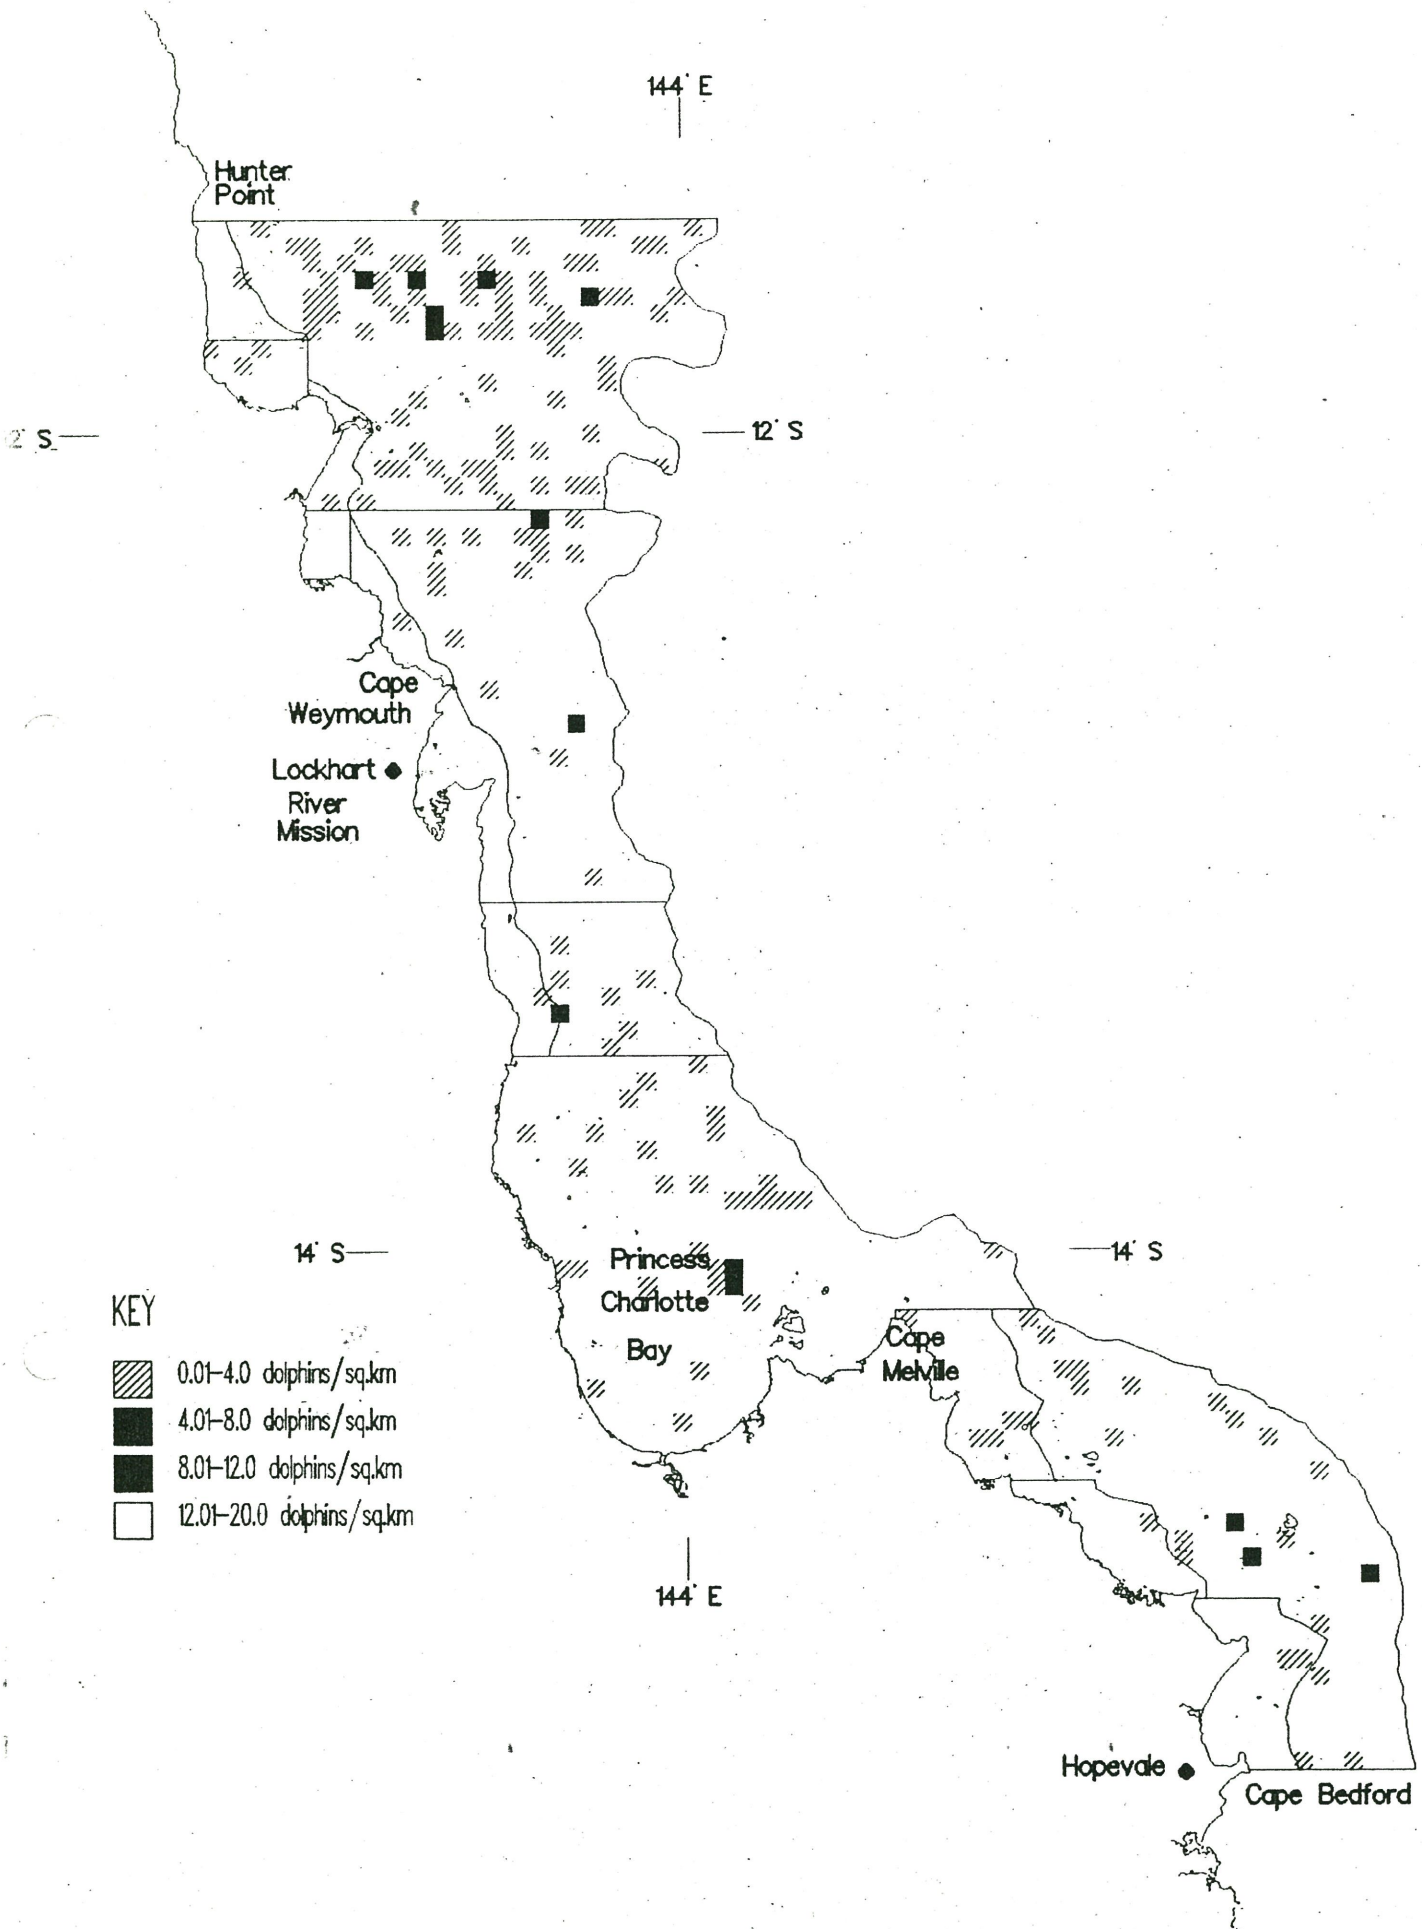 144° E
Hunter
Point
2° S
12° S
Cape
Weymouth
Lockhart
River
Mission
14° S
14° S
Princess
Charlotte
Bay
Cape
Melville
KEY
0.01-4.0 dolphins/sq.km
4.01-8.0 dolphins/sq.km
8.01-12.0 dolphins/sq.km
12.01-20.0 dolphins/sq.km
144° E
Hopevale
Cape Bedford